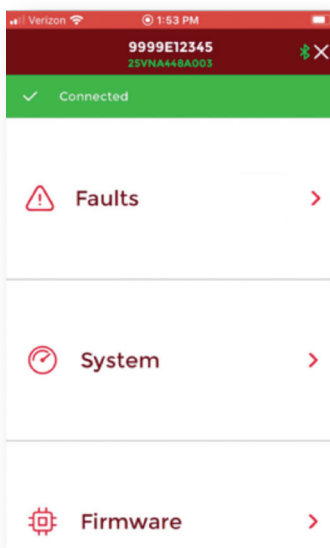 Verizon 1:53 PM
9999E12345
25VNA448A003
Connected
Faults
System
Firmware